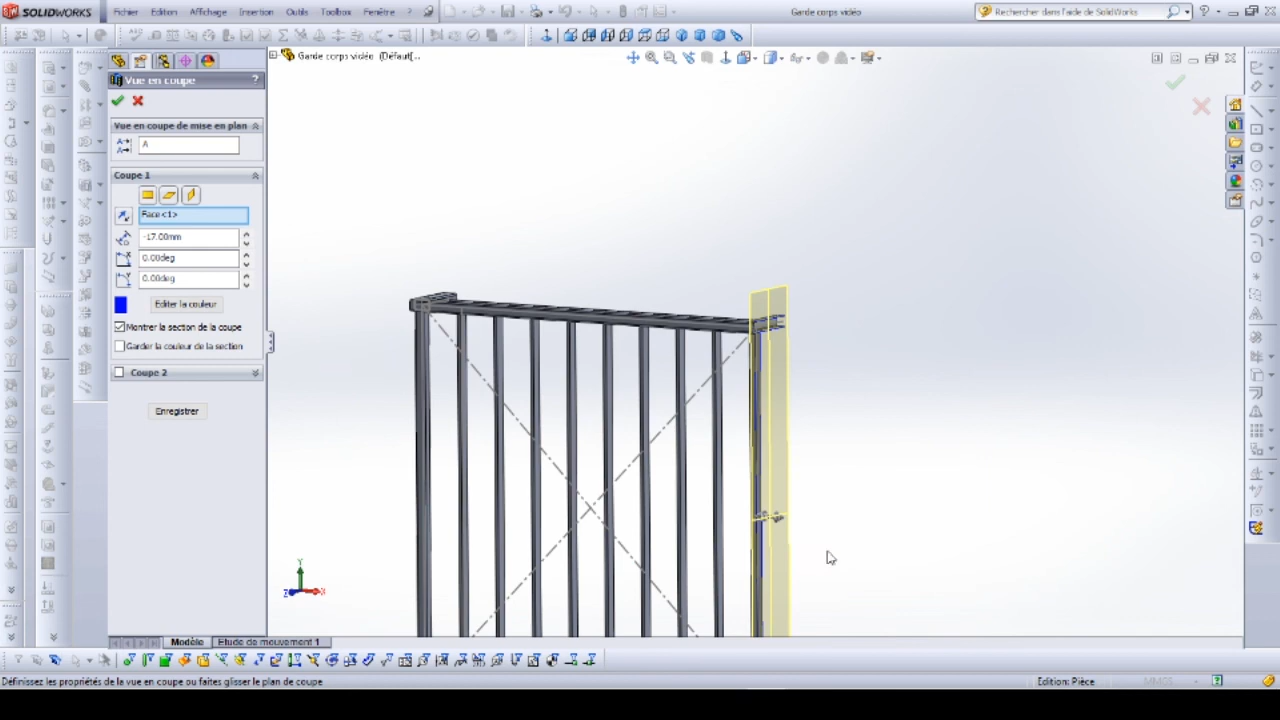 SOLIDWORKS Fichier Edition Affichage Insertion Outils Toolbox Fenêtre ? Garde corps vidéo Rechercher dans l'aide de SolidWorks ?
Garde corps vidéo (Défaut[...
Vue en coupe ?
Vue en coupe de mise en plan
A
Coupe 1
Face<1>
-17.00mm
0.00deg
0.00deg
Editer la couleur
Montrer la section de la coupe
Garder la couleur de la section
Coupe 2
Enregistrer
Y
Z X
Modèle Etude de mouvement 1
Définissez les propriétés de la vue en coupe ou faites glisser le plan de coupe Edition: Pièce MMGS